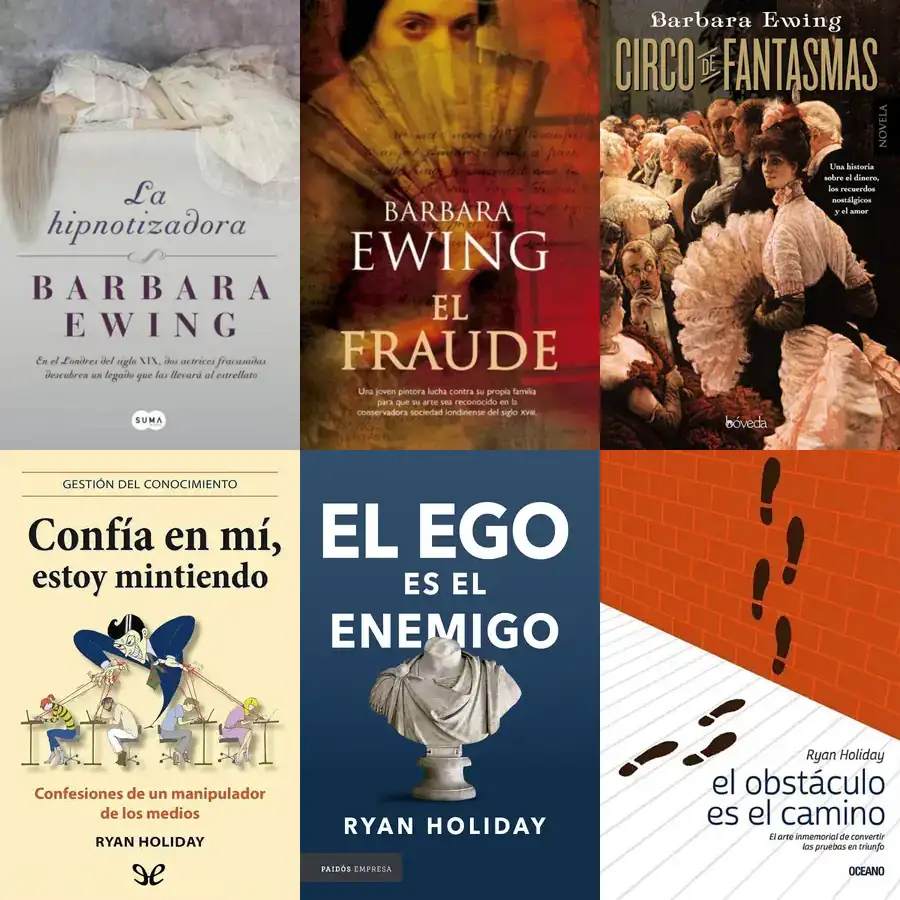 La
hipnotizadora
BARBARA
EWING
En el Londres del siglo XIX, dos actrices fracasadas
descubren un legado que las llevará al estrellato
SUMA
BARBARA
EWING
EL
FRAUDE
Una joven pintora lucha contra su propia familia
para que su arte sea reconocido en la
conservadora sociedad londinense del siglo XVIII.
Barbara Ewing
CIRCO DE FANTASMAS
NOVELA
Una historia
sobre el dinero,
los recuerdos
nostálgicos
y el amor
bóveda
GESTIÓN DEL CONOCIMIENTO
Confía en mí,
estoy mintiendo
Confesiones de un manipulador
de los medios
RYAN HOLIDAY
EL EGO
ES EL
ENEMIGO
RYAN HOLIDAY
PAIDÓS EMPRESA
Ryan Holiday
el obstáculo
es el camino
El arte inmemorial de convertir
las pruebas en triunfo
OCEANO